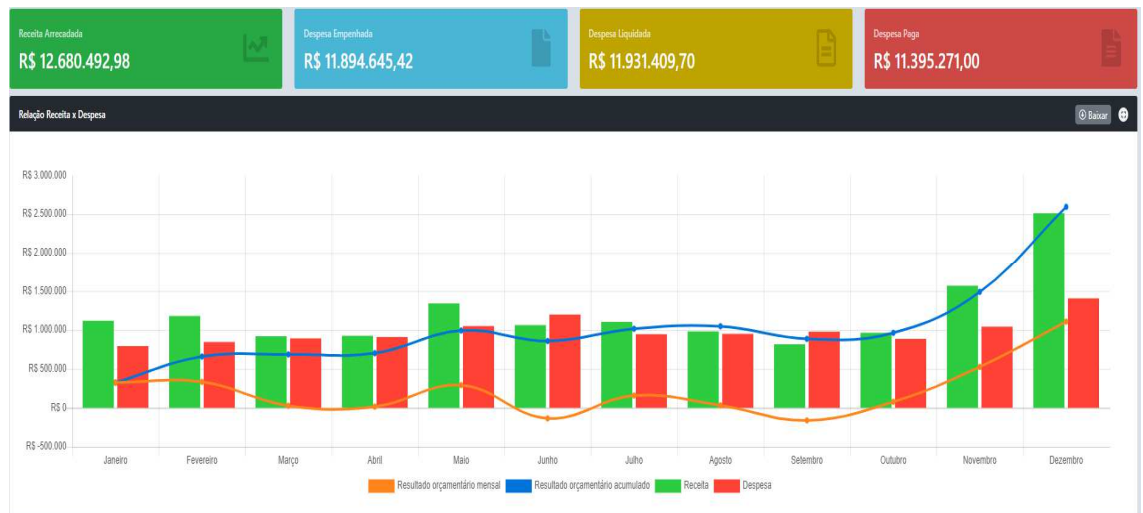 Receita Arrecadada
R$ 12.680.492,98
Despesa Empenhada
R$ 11.894.645,42
Despesa Liquidada
R$ 11.931.409,70
Despesa Paga
R$ 11.395.271,00
Relação Receita x Despesa
Baixar
R$ 3.000.000
R$ 2.500.000
R$ 2.000.000
R$ 1.500.000
R$ 1.000.000
R$ 500.000
R$ 0
R$ -500.000
Janeiro Fevereiro Março Abril Maio Junho Julho Agosto Setembro Outubro Novembro Dezembro
Resultado orçamentário mensal Resultado orçamentário acumulado Receita Despesa